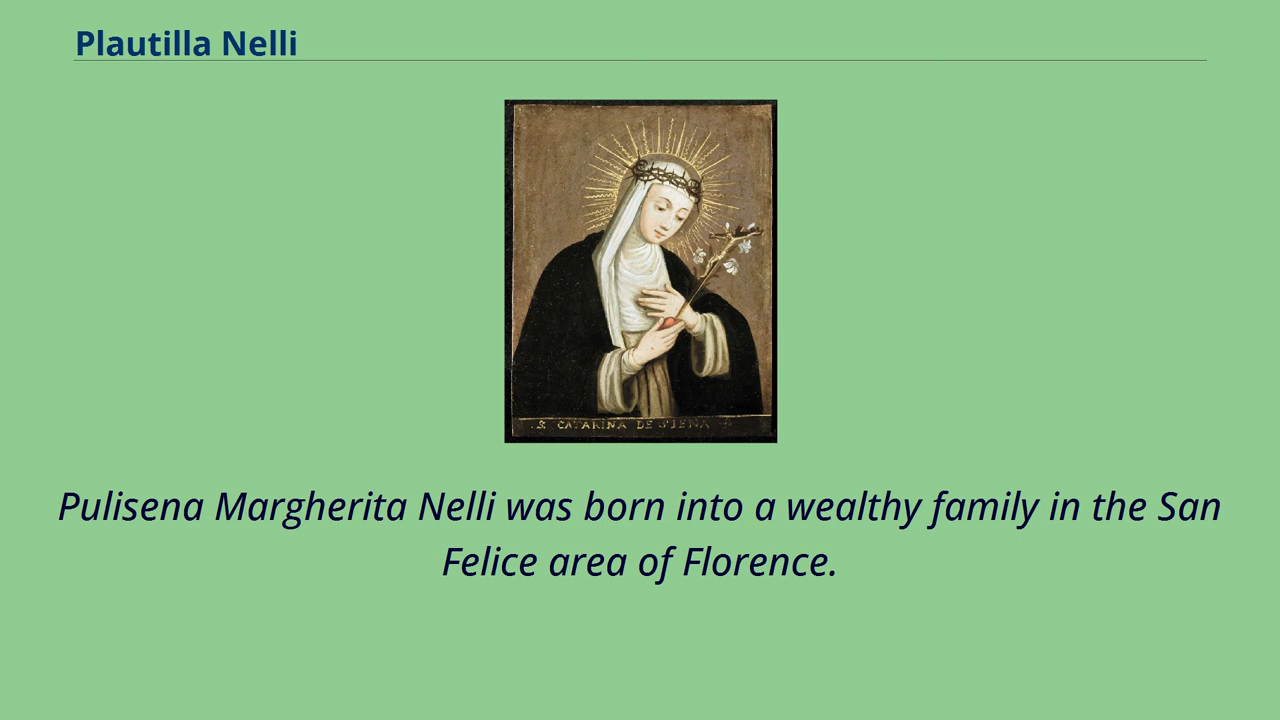 Plautilla Nelli
.S. CATARINA DE SIENA
Pulisena Margherita Nelli was born into a wealthy family in the San
Felice area of Florence.